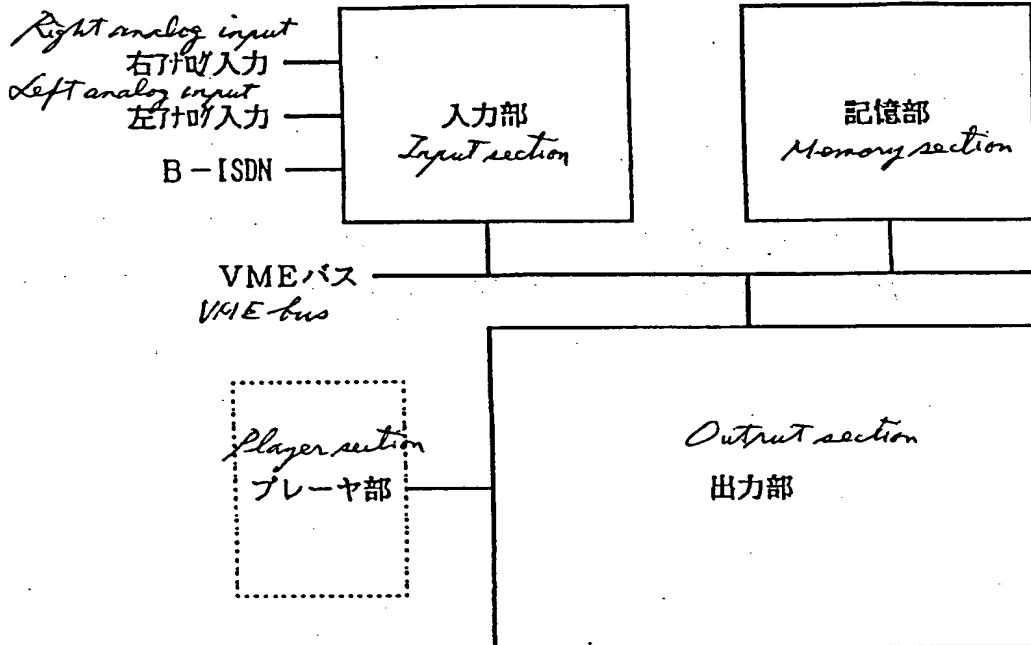 Right analog input
右アナログ入力
Left analog input
左アナログ入力
B-ISDN
入力部
Input section
記憶部
Memory section
VMEバス
VME bus
Player section
プレーヤ部
Output section
出力部